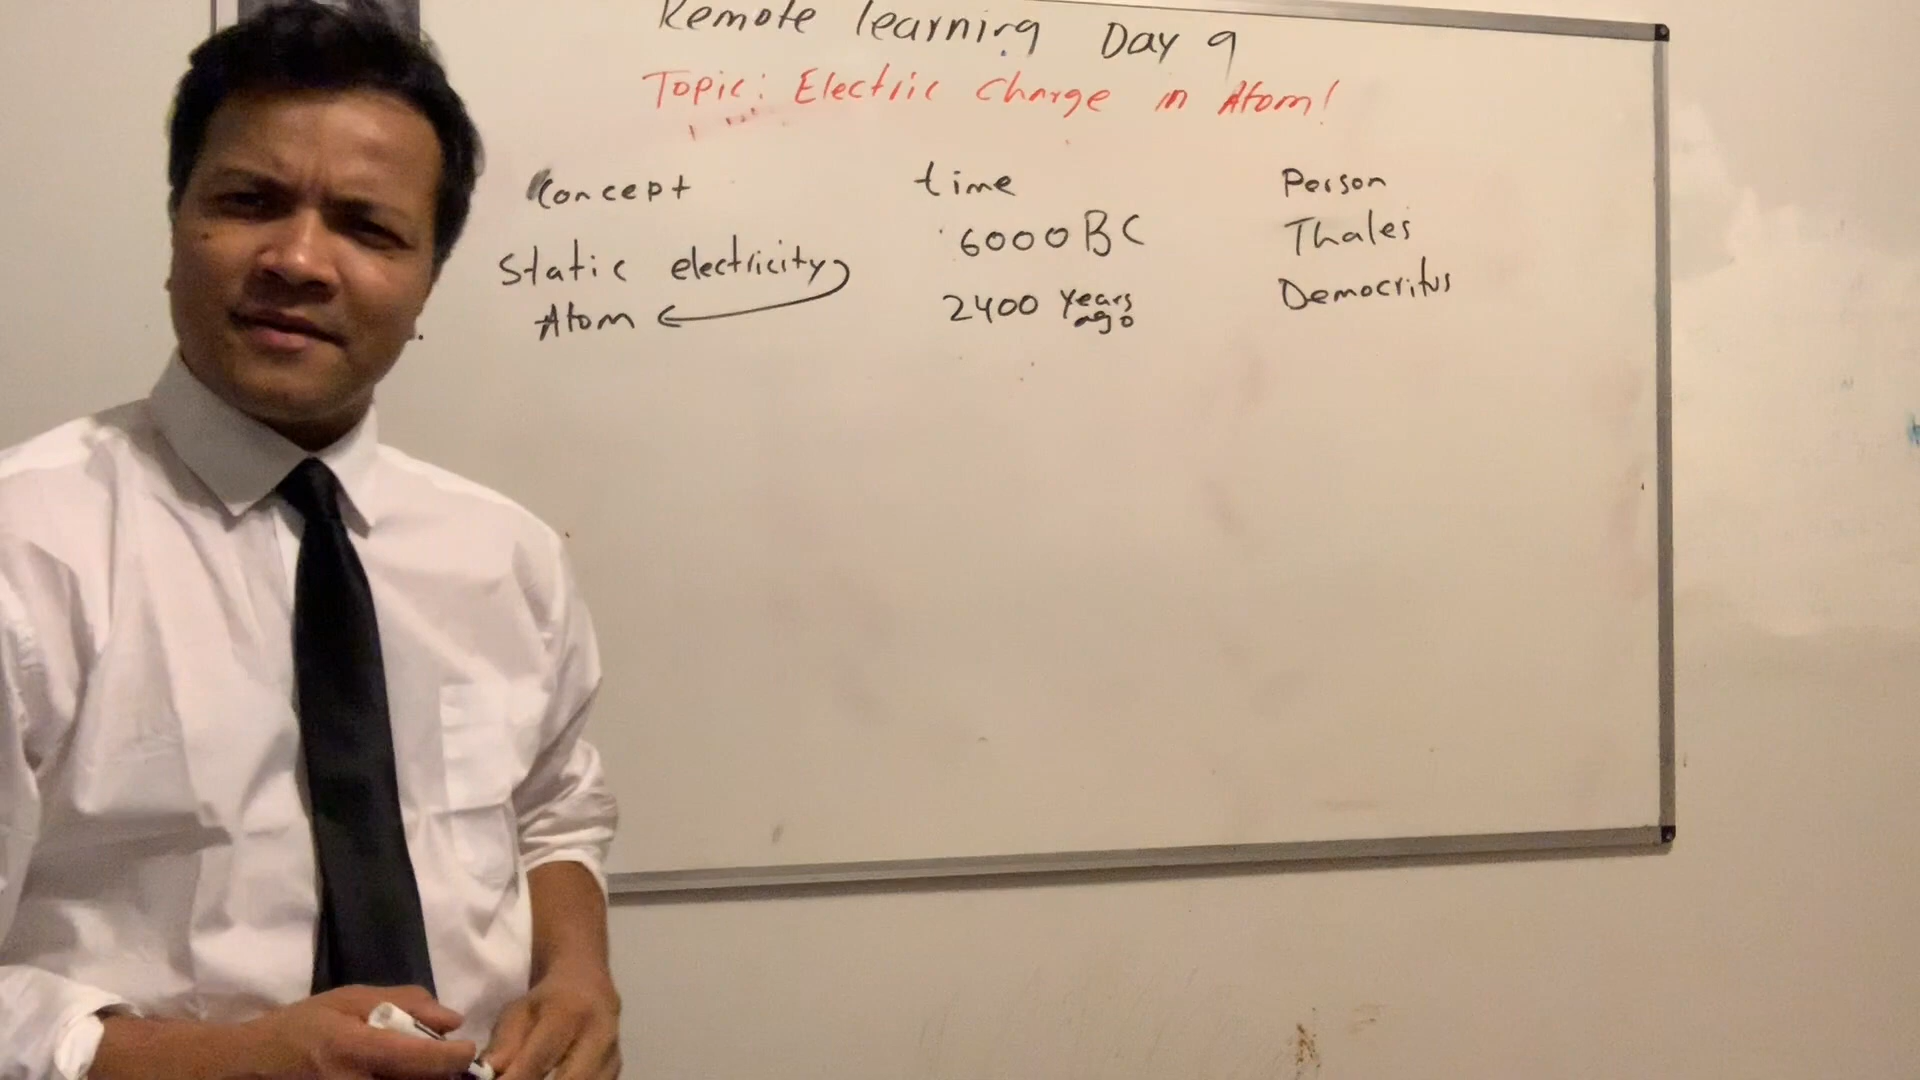 Remote learning Day 9
Topic: Electric Charge in Atom!
Concept time Person
Static electricity 6000 BC Thales
Atom 2400 years ago Democritus